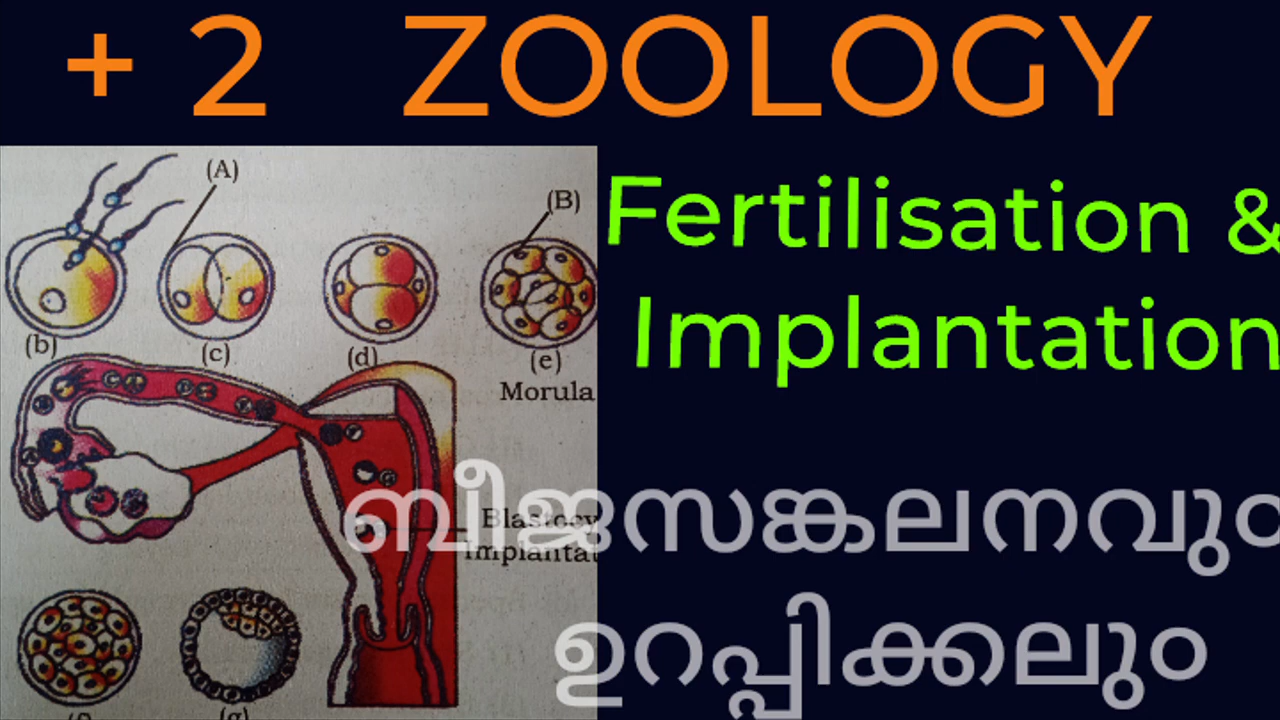 + 2 ZOOLOGY
(A)
(B)
Fertilisation &
Implantation
(b)
(c)
(d)
(e)
Morula
ബീജസങ്കലനവും
ഉറപ്പിക്കലും
(g)